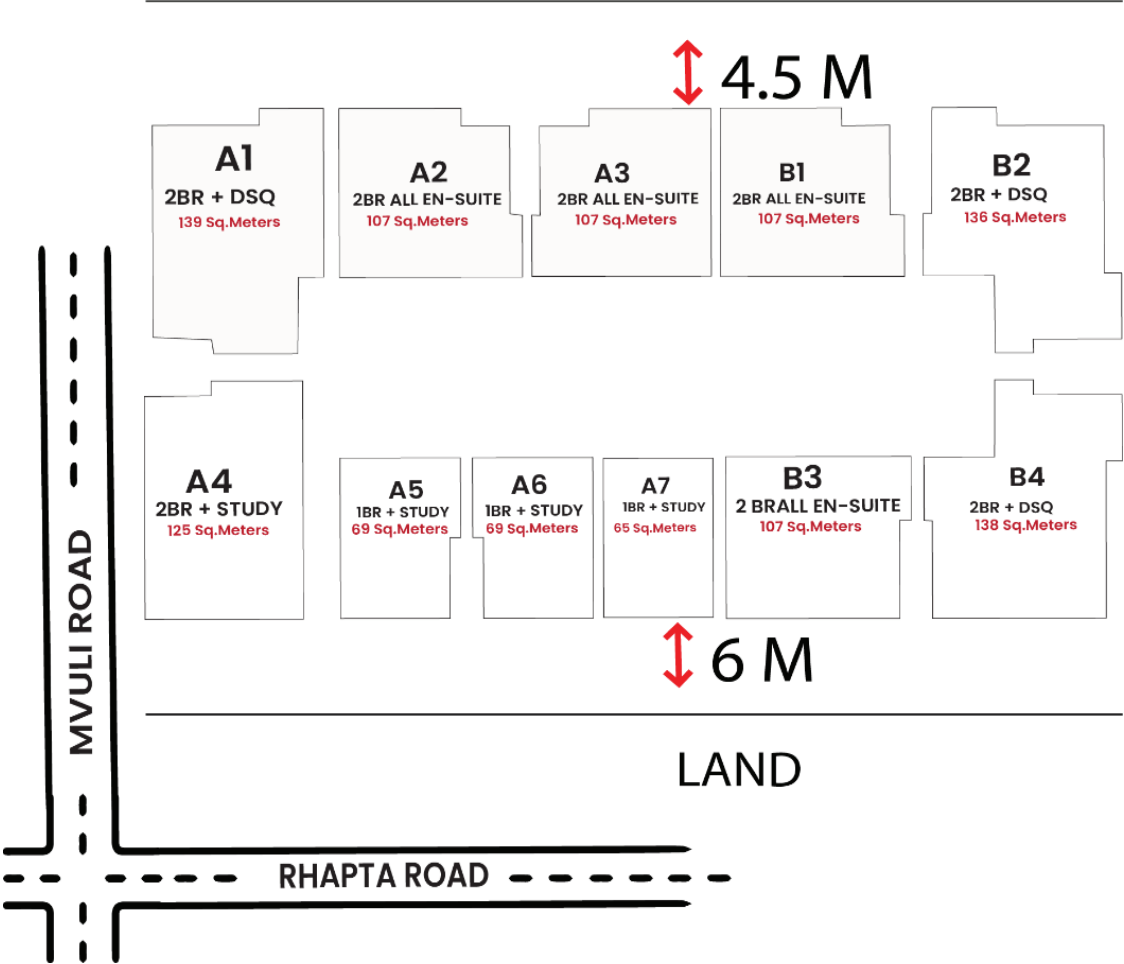 4.5 M
A1
2BR + DSQ
139 Sq.Meters
A2
2BR ALL EN-SUITE
107 Sq.Meters
A3
2BR ALL EN-SUITE
107 Sq.Meters
B1
2BR ALL EN-SUITE
107 Sq.Meters
B2
2BR + DSQ
136 Sq.Meters
A4
2BR + STUDY
125 Sq.Meters
A5
1BR + STUDY
69 Sq.Meters
A6
1BR + STUDY
69 Sq.Meters
A7
1BR + STUDY
65 Sq.Meters
B3
2 BRALL EN-SUITE
107 Sq.Meters
B4
2BR + DSQ
138 Sq.Meters
MVULI ROAD
6 M
LAND
RHAPTA ROAD